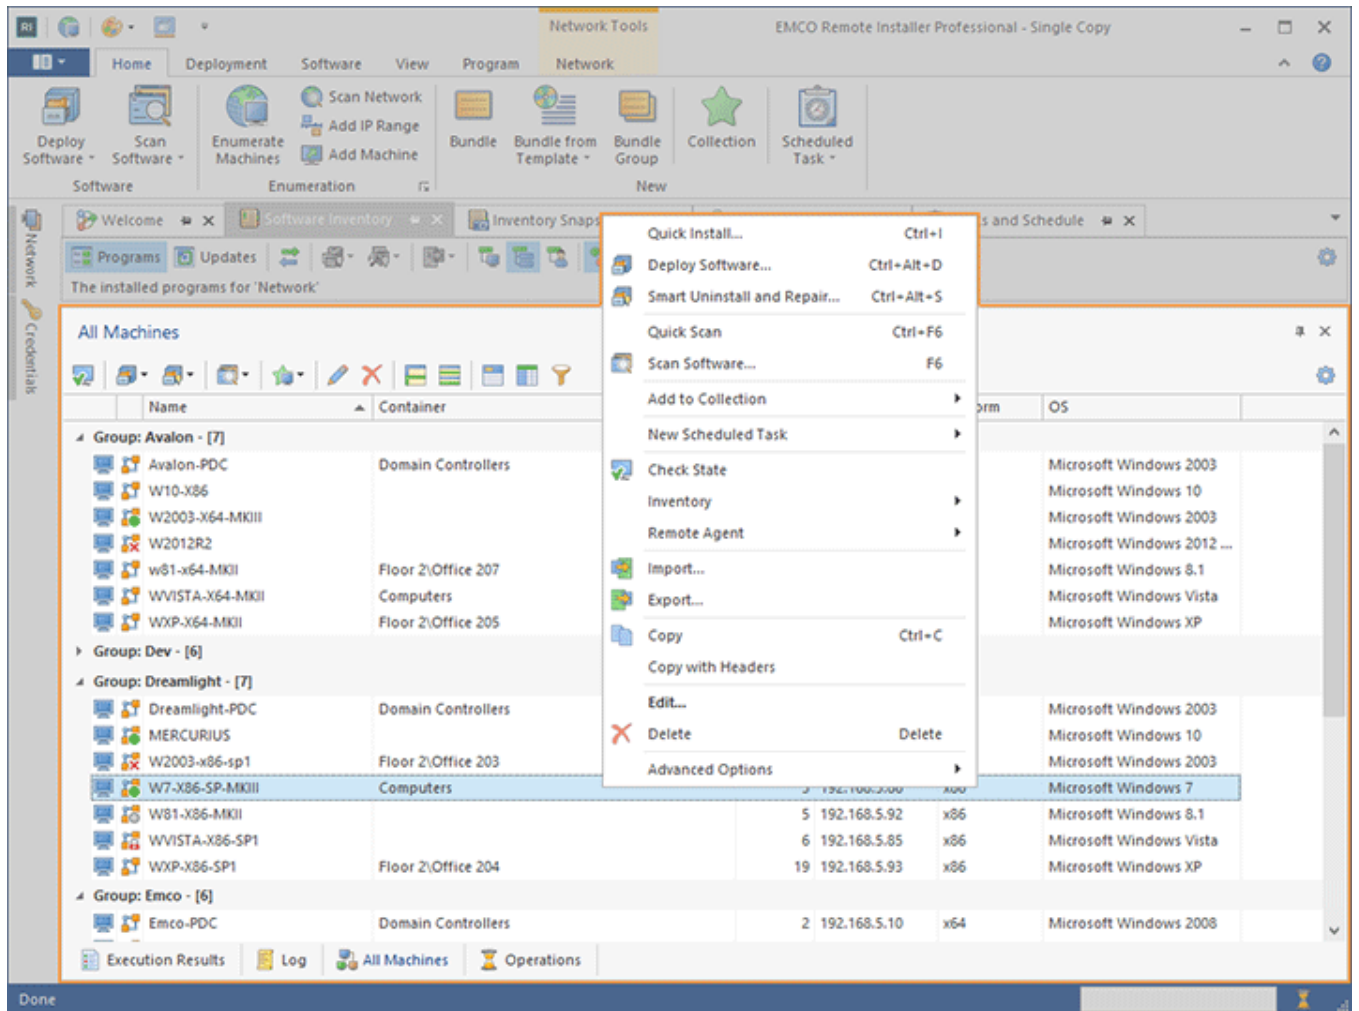 RI
Network Tools
EMCO Remote Installer Professional - Single Copy
Home Deployment Software View Program Network
Deploy Software
Scan Software
Enumerate Machines
Scan Network
Add IP Range
Add Machine
Bundle
Bundle from Template
Bundle Group
Collection
Scheduled Task
Software Enumeration New
Network
Credentials
Welcome Software Inventory Inventory Snaps and Schedule
Programs Updates
The installed programs for 'Network'
All Machines
Name Container OS
Group: Avalon - [7]
Avalon-PDC Domain Controllers Microsoft Windows 2003
W10-X86 Microsoft Windows 10
W2003-X64-MKIII Microsoft Windows 2003
W2012R2 Microsoft Windows 2012 ...
w81-x64-MKII Floor 2\Office 207 Microsoft Windows 8.1
WVISTA-X64-MKII Computers Microsoft Windows Vista
WXP-X64-MKII Floor 2\Office 205 Microsoft Windows XP
Group: Dev - [6]
Group: Dreamlight - [7]
Dreamlight-PDC Domain Controllers Microsoft Windows 2003
MERCURIUS Microsoft Windows 10
W2003-x86-sp1 Floor 2\Office 203 Microsoft Windows 2003
W7-X86-SP-MKIII Computers Microsoft Windows 7
W81-X86-MKII 5 192.168.5.92 x86 Microsoft Windows 8.1
WVISTA-X86-SP1 6 192.168.5.85 x86 Microsoft Windows Vista
WXP-X86-SP1 Floor 2\Office 204 19 192.168.5.93 x86 Microsoft Windows XP
Group: Emco - [6]
Emco-PDC Domain Controllers 2 192.168.5.10 x64 Microsoft Windows 2008
Quick Install... Ctrl+I
Deploy Software... Ctrl+Alt+D
Smart Uninstall and Repair... Ctrl+Alt+S
Quick Scan Ctrl+F6
Scan Software... F6
Add to Collection
New Scheduled Task
Check State
Inventory
Remote Agent
Import...
Export...
Copy Ctrl+C
Copy with Headers
Edit...
Delete Delete
Advanced Options
Execution Results Log All Machines Operations
Done